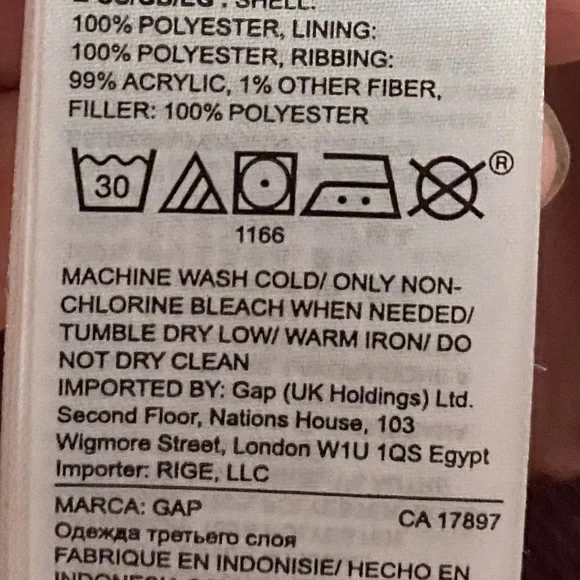 SHELL:
100% POLYESTER, LINING:
100% POLYESTER, RIBBING:
99% ACRYLIC, 1% OTHER FIBER,
FILLER: 100% POLYESTER
30 ®
1166
MACHINE WASH COLD/ ONLY NON-
CHLORINE BLEACH WHEN NEEDED/
TUMBLE DRY LOW/ WARM IRON/ DO
NOT DRY CLEAN
IMPORTED BY: Gap (UK Holdings) Ltd.
Second Floor, Nations House, 103
Wigmore Street, London W1U 1QS Egypt
Importer: RIGE, LLC
MARCA: GAP CA 17897
Одежда третьего слоя
FABRIQUE EN INDONISIE/ HECHO EN